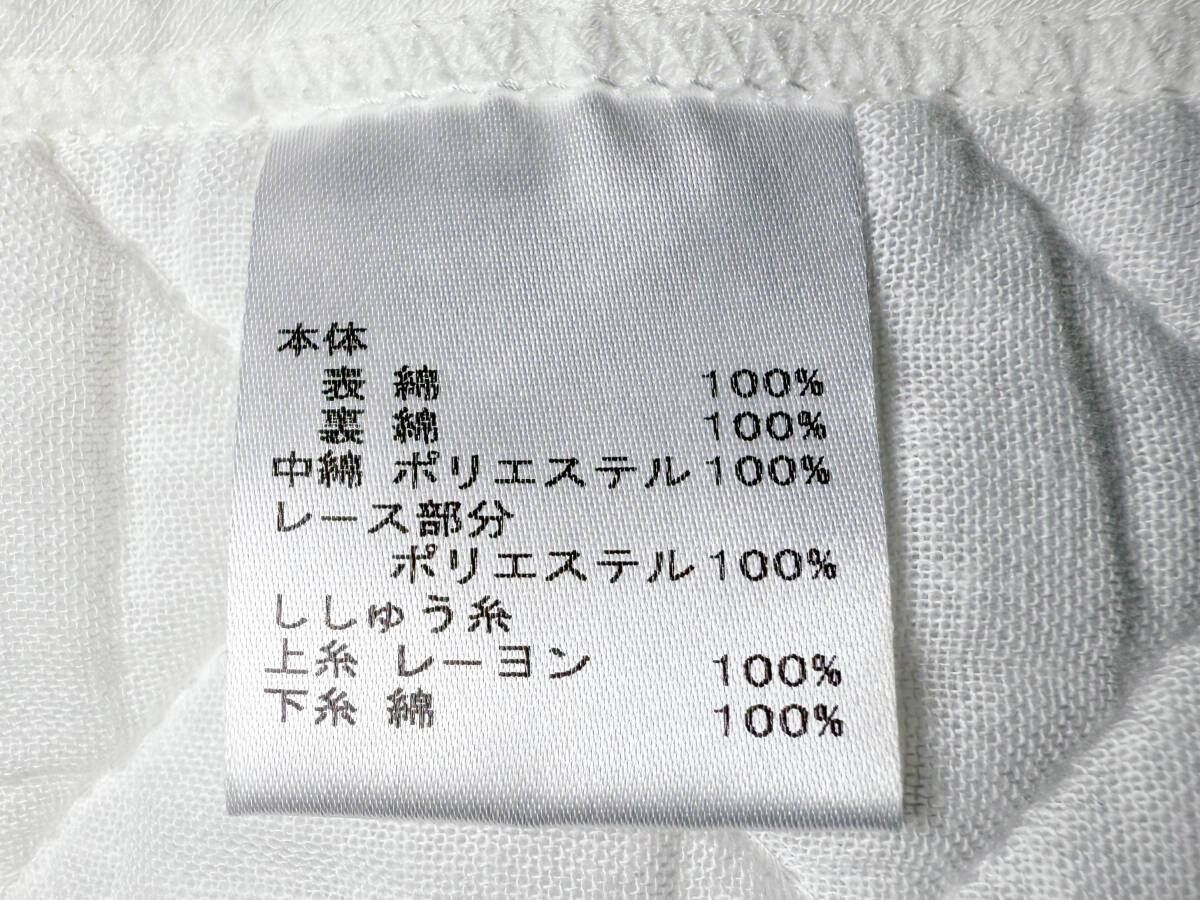 本体
表 綿 100%
裏 綿 100%
中綿 ポリエステル 100%
レース部分
ポリエステル 100%
ししゅう糸
上糸 レーヨン 100%
下糸 綿 100%